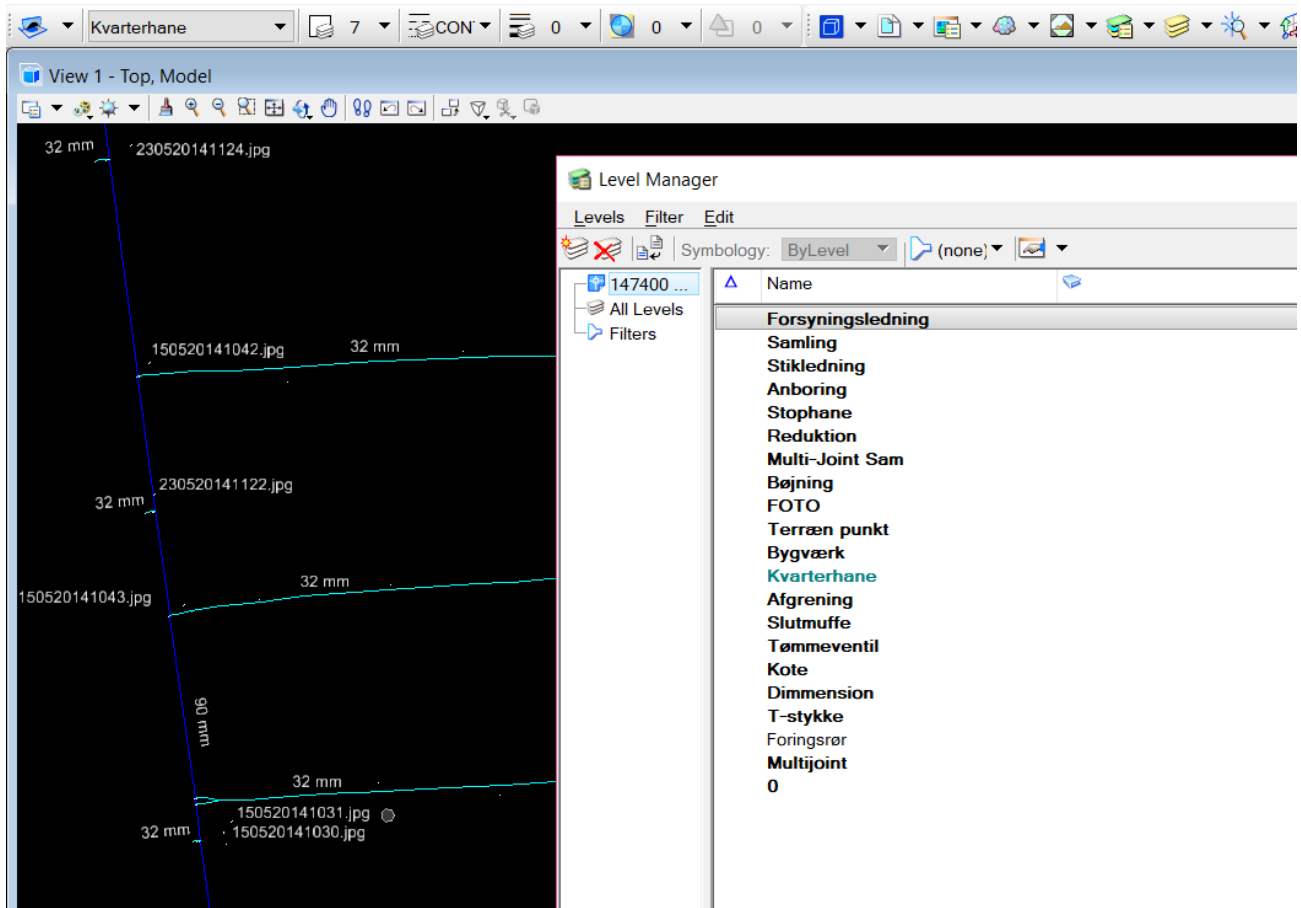 Kvarterhane 7 CON 0 0 0
View 1 - Top, Model
32 mm 230520141124.jpg
150520141042.jpg 32 mm
230520141122.jpg
32 mm
32 mm
150520141043.jpg
90 mm
32 mm
150520141031.jpg
32 mm 150520141030.jpg
Level Manager
Levels Filter Edit
Symbology: ByLevel (none)
147400 ...
All Levels
Filters
Name
Forsyningsledning
Samling
Stikledning
Anboring
Stophane
Reduktion
Multi-Joint Sam
Bøjning
FOTO
Terræn punkt
Bygværk
Kvarterhane
Afgrening
Slutmuffe
Tømmeventil
Kote
Dimmension
T-stykke
Foringsrør
Multijoint
0